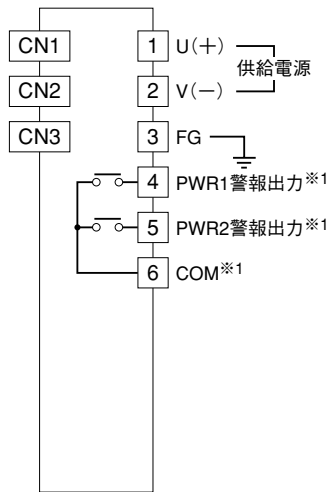 CN1 1 U(＋)
供給電源
CN2 2 V(－)
CN3 3 FG
4 PWR1警報出力※1
5 PWR2警報出力※1
6 COM※1